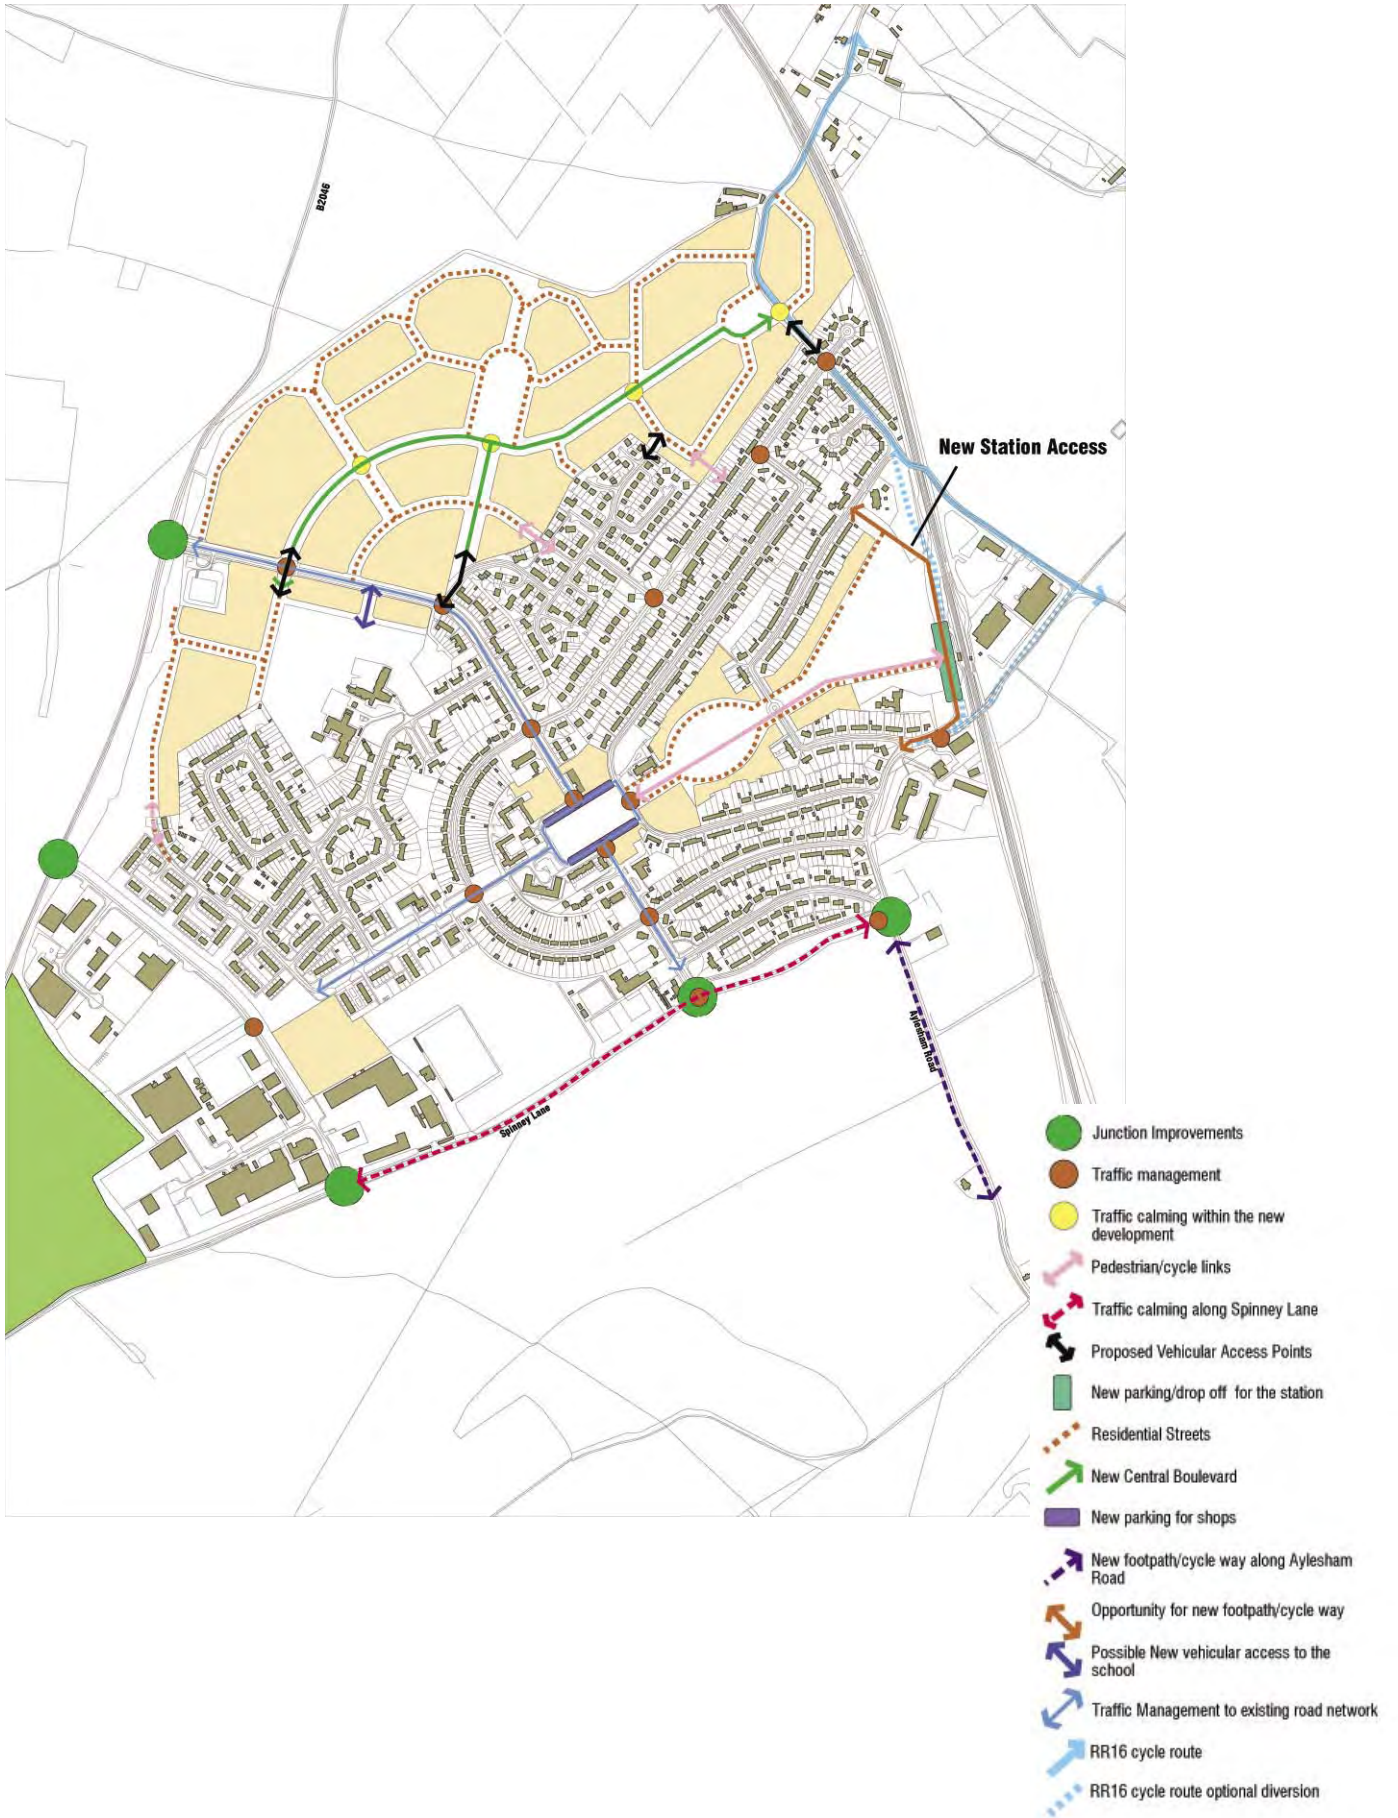 B2046
New Station Access
Aylesham Road
Spinney Lane
Junction Improvements
Traffic management
Traffic calming within the new
development
Pedestrian/cycle links
Traffic calming along Spinney Lane
Proposed Vehicular Access Points
New parking/drop off for the station
Residential Streets
New Central Boulevard
New parking for shops
New footpath/cycle way along Aylesham
Road
Opportunity for new footpath/cycle way
Possible New vehicular access to the
school
Traffic Management to existing road network
RR16 cycle route
RR16 cycle route optional diversion